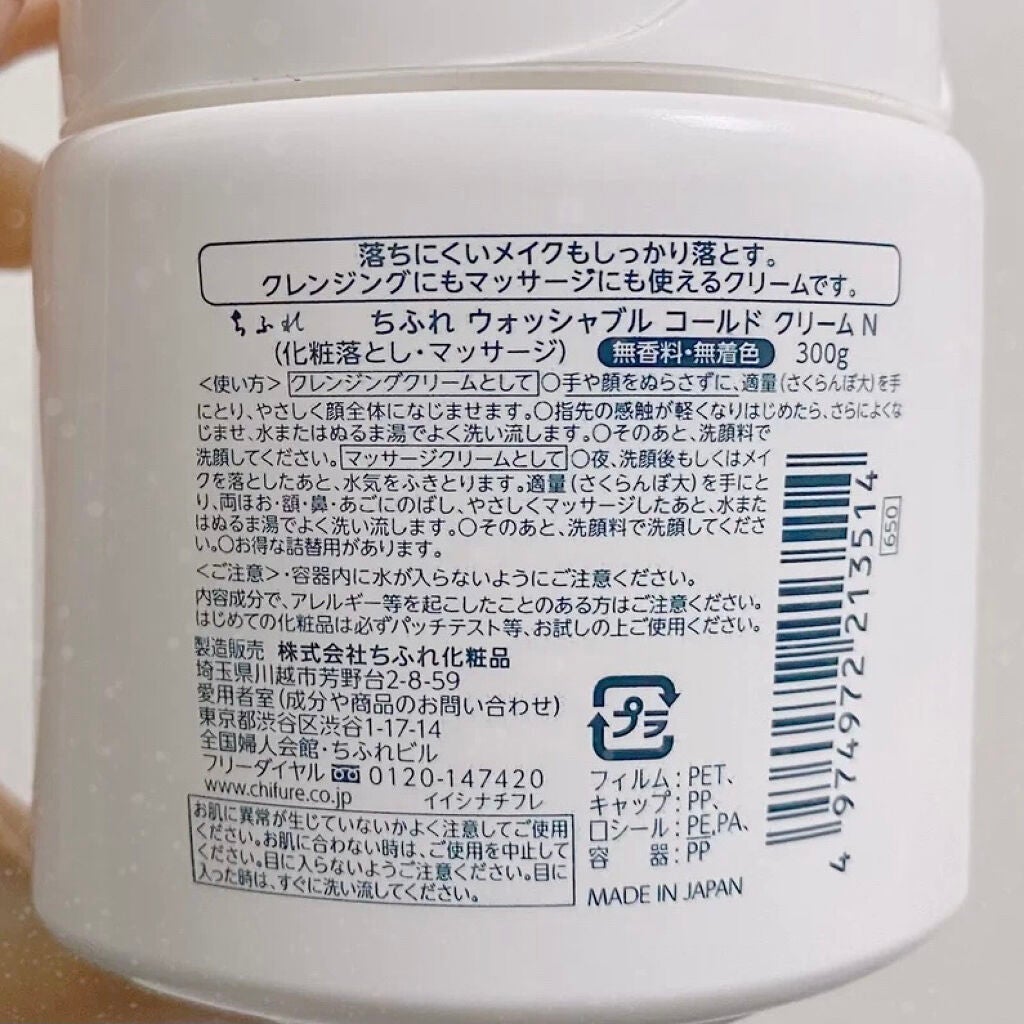 落ちにくいメイクもしっかり落とす。
クレンジングにもマッサージにも使えるクリームです。
ちふれ ちふれ ウォッシャブル コールド クリーム N
(化粧落とし・マッサージ) 無香料・無着色 300g
<使い方> クレンジングクリームとして ○手や顔をぬらさずに、適量(さくらんぼ大)を手
にとり、やさしく顔全体になじませます。○指先の感触が軽くなりはじめたら、さらによくな
じませ、水またはぬるま湯でよく洗い流します。○そのあと、洗顔料で
洗顔してください。 マッサージクリームとして ○夜、洗顔後もしくはメイ
クを落としたあと、水気をふきとります。適量(さくらんぼ大)を手にと
り、両ほお・額・鼻・あごにのばし、やさしくマッサージしたあと、水また
はぬるま湯でよく洗い流します。○そのあと、洗顔料で洗顔してくださ
い。○お得な詰替用があります。
<ご注意>・容器内に水が入らないようにご注意ください。
内容成分で、アレルギー等を起こしたことのある方はご注意ください。
はじめての化粧品は必ずパッチテスト等、お試しの上ご使用ください。
製造販売 株式会社ちふれ化粧品
埼玉県川越市芳野台2-8-59
愛用者室(成分や商品のお問い合わせ)
東京都渋谷区渋谷1-17-14
全国婦人会館・ちふれビル
フリーダイヤル 0120-147420
www.chifure.co.jp イイシナチフレ
お肌に異常が生じていないかよく注意してご使用
ください。お肌に合わない時は、ご使用を中止して
ください。目に入らないようご注意ください。目に
入った時は、すぐに洗い流してください。
プラ
フィルム:PET、
キャップ:PP、
口シール:PE,PA、
容 器:PP
MADE IN JAPAN
4 974972 213514
650